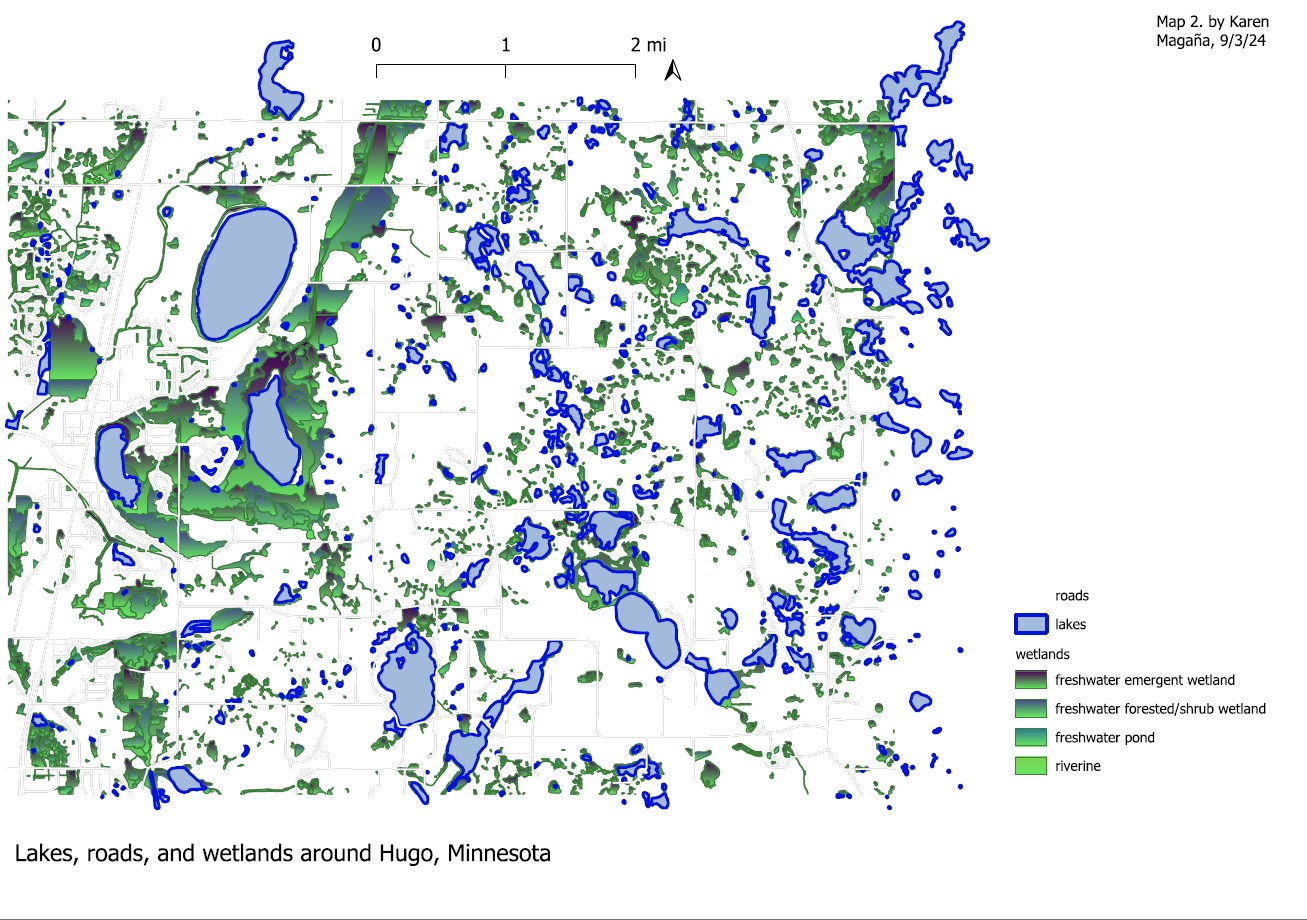 Map 2. by Karen
Magaña, 9/3/24
0 1 2 mi
roads
lakes
wetlands
freshwater emergent wetland
freshwater forested/shrub wetland
freshwater pond
riverine
Lakes, roads, and wetlands around Hugo, Minnesota